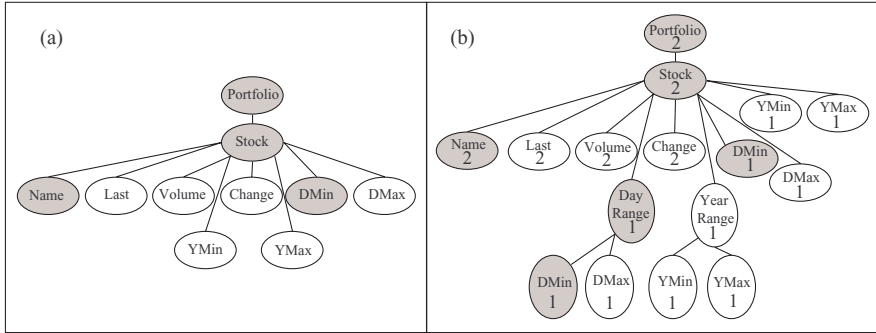 (a)
Portfolio
Stock
Name Last Volume Change DMin DMax
YMin YMax
(b)
Portfolio
2
Stock
2
YMin
1
YMax
1
Name
2
Last
2
Volume
2
Change
2
DMin
1
DMax
1
Day
Range
1
Year
Range
1
DMin
1
DMax
1
YMin
1
YMax
1